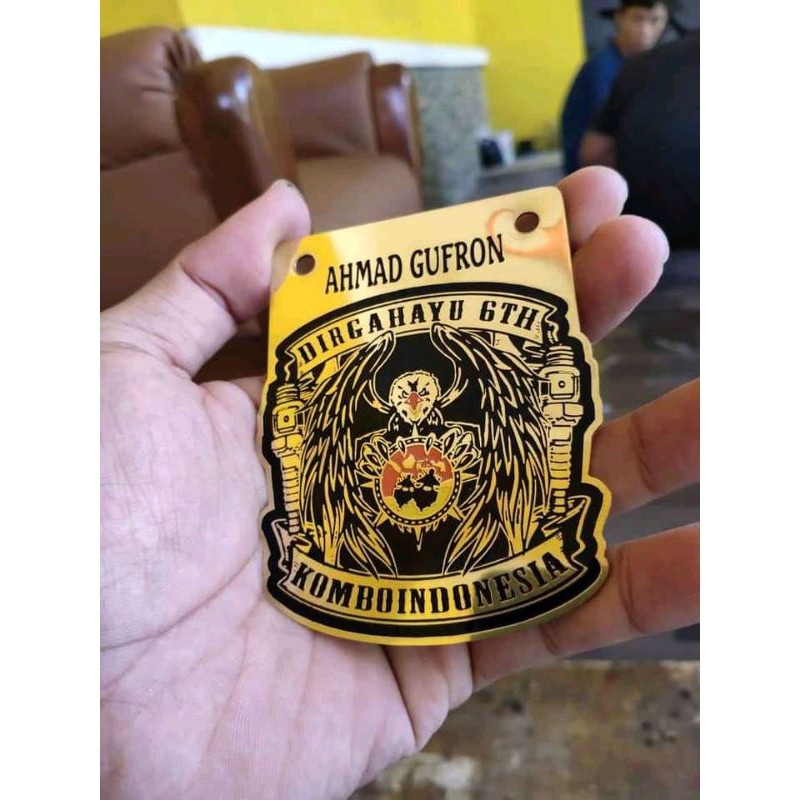 AHMAD GUFRON
DIRGAHAYU 6TH
KOMBOINDONESIA